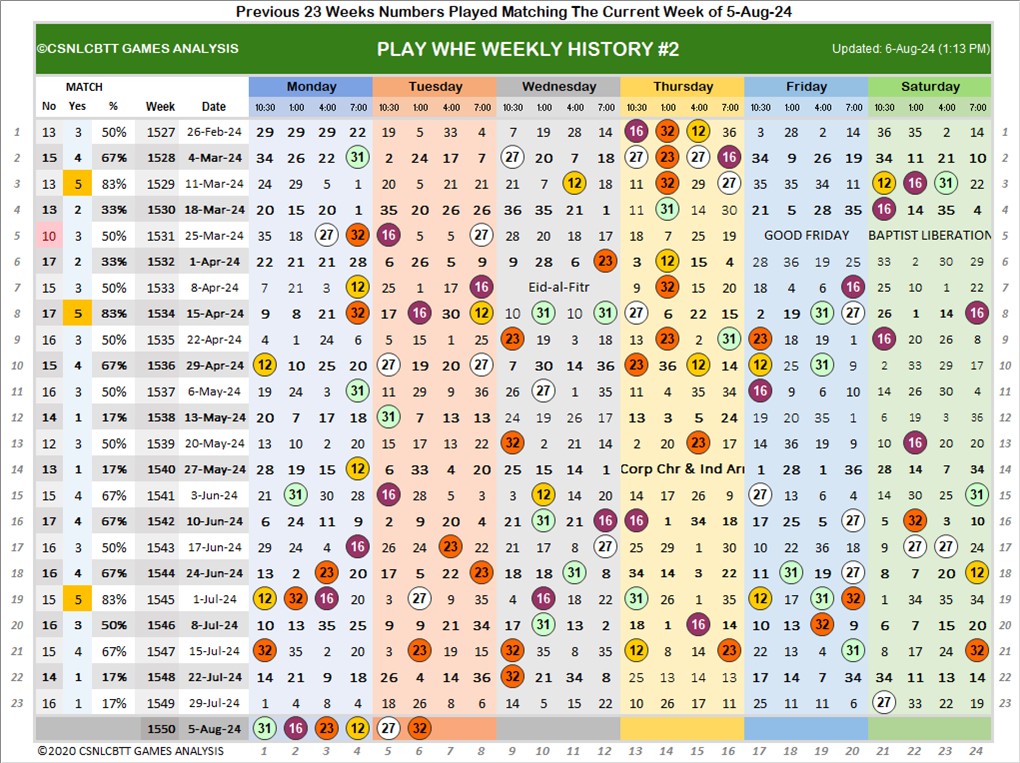 Previous 23 Weeks Numbers Played Matching The Current Week of 5-Aug-24
©CSNLCBTT GAMES ANALYSIS PLAY WHE WEEKLY HISTORY #2 Updated: 6-Aug-24 (1:13 PM)
MATCH Monday Tuesday Wednesday Thursday Friday Saturday
No Yes % Week Date 10:30 1:00 4:00 7:00 10:30 1:00 4:00 7:00 10:30 1:00 4:00 7:00 10:30 1:00 4:00 7:00 10:30 1:00 4:00 7:00 10:30 1:00 4:00 7:00
1 13 3 50% 1527 26-Feb-24 29 29 29 22 19 5 33 4 7 19 28 14 16 32 12 36 3 28 2 14 36 35 2 14 1
2 15 4 67% 1528 4-Mar-24 34 26 22 31 2 24 17 7 27 20 7 18 27 23 27 16 34 9 26 19 34 11 21 10 2
3 13 5 83% 1529 11-Mar-24 24 29 5 1 20 5 21 21 21 7 12 18 11 32 29 27 35 35 34 11 12 16 31 22 3
4 13 2 33% 1530 18-Mar-24 20 15 20 1 35 20 26 26 36 35 21 1 11 31 14 30 21 5 28 35 16 14 35 4 4
5 10 3 50% 1531 25-Mar-24 35 18 27 32 16 5 5 27 28 20 18 17 18 7 25 19 GOOD FRIDAY BAPTIST LIBERATION 5
6 17 2 33% 1532 1-Apr-24 22 21 21 28 6 26 5 9 9 28 6 23 3 12 15 4 28 36 19 25 33 2 30 29 6
7 15 3 50% 1533 8-Apr-24 7 21 3 12 25 1 17 16 Eid-al-Fitr 9 32 15 20 18 4 6 16 25 10 1 22 7
8 17 5 83% 1534 15-Apr-24 9 8 21 32 17 16 30 12 10 31 10 31 27 6 22 15 2 19 31 27 26 1 14 16 8
9 16 3 50% 1535 22-Apr-24 4 1 24 6 5 15 1 25 23 19 3 18 13 23 2 31 23 18 19 1 16 20 26 8 9
10 15 4 67% 1536 29-Apr-24 12 10 25 20 27 19 20 27 7 30 14 36 23 36 12 14 12 25 31 9 2 33 29 17 10
11 16 3 50% 1537 6-May-24 19 24 3 31 11 29 9 36 26 27 1 35 11 4 35 34 16 9 6 10 14 26 30 4 11
12 14 1 17% 1538 13-May-24 20 7 17 18 31 7 13 13 24 19 26 17 13 3 5 24 19 20 35 1 6 19 3 36 12
13 12 3 50% 1539 20-May-24 13 10 2 20 15 17 13 22 32 2 21 14 2 15 23 17 14 36 19 9 10 16 20 20 13
14 13 1 17% 1540 27-May-24 28 19 15 12 6 33 4 20 25 15 14 1 Corp Chr & Ind Arr 1 28 1 36 28 14 7 34 14
15 15 4 67% 1541 3-Jun-24 21 31 30 28 16 28 5 3 3 12 14 20 14 17 26 9 27 13 6 4 14 30 25 31 15
16 17 4 67% 1542 10-Jun-24 6 24 11 9 2 9 20 4 21 31 21 16 16 1 34 18 17 25 5 27 5 32 3 10 16
17 16 3 50% 1543 17-Jun-24 29 24 4 16 26 24 23 22 21 17 8 27 25 29 1 30 10 22 36 18 22 27 27 24 17
18 16 4 67% 1544 24-Jun-24 13 2 23 20 17 5 22 23 18 18 31 8 34 14 3 22 11 31 19 27 8 7 20 12 18
19 15 5 83% 1545 1-Jul-24 12 32 16 20 3 27 9 35 4 16 18 22 31 26 1 35 12 17 31 32 1 34 35 34 19
20 16 3 50% 1546 8-Jul-24 10 13 35 25 9 9 21 34 17 31 13 2 18 1 16 14 10 13 32 9 6 7 15 20 20
21 15 4 67% 1547 15-Jul-24 32 35 2 20 3 23 19 15 32 35 8 35 12 8 14 23 22 13 4 31 8 17 24 32 21
22 14 1 17% 1548 22-Jul-24 14 21 9 18 26 4 14 36 32 21 34 8 25 13 14 13 17 14 7 34 34 11 13 14 22
23 16 1 17% 1549 29-Jul-24 1 4 8 4 18 26 8 6 14 5 15 22 10 26 17 11 25 11 11 6 27 33 22 19 23
1550 5-Aug-24 31 16 23 12 27 32
©2020 CSNLCBTT GAMES ANALYSIS 1 2 3 4 5 6 7 8 9 10 11 12 13 14 15 16 17 18 19 20 21 22 23 24